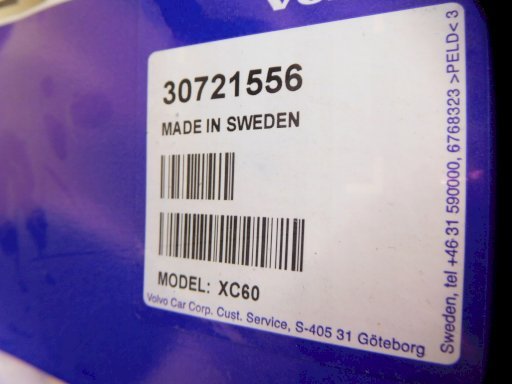 30721556
MADE IN SWEDEN
MODEL: XC60
Volvo Car Corp. Cust. Service, S-405 31 Göteborg
Sweden, tel +46 31 590000, 6768323 >PELD< 3